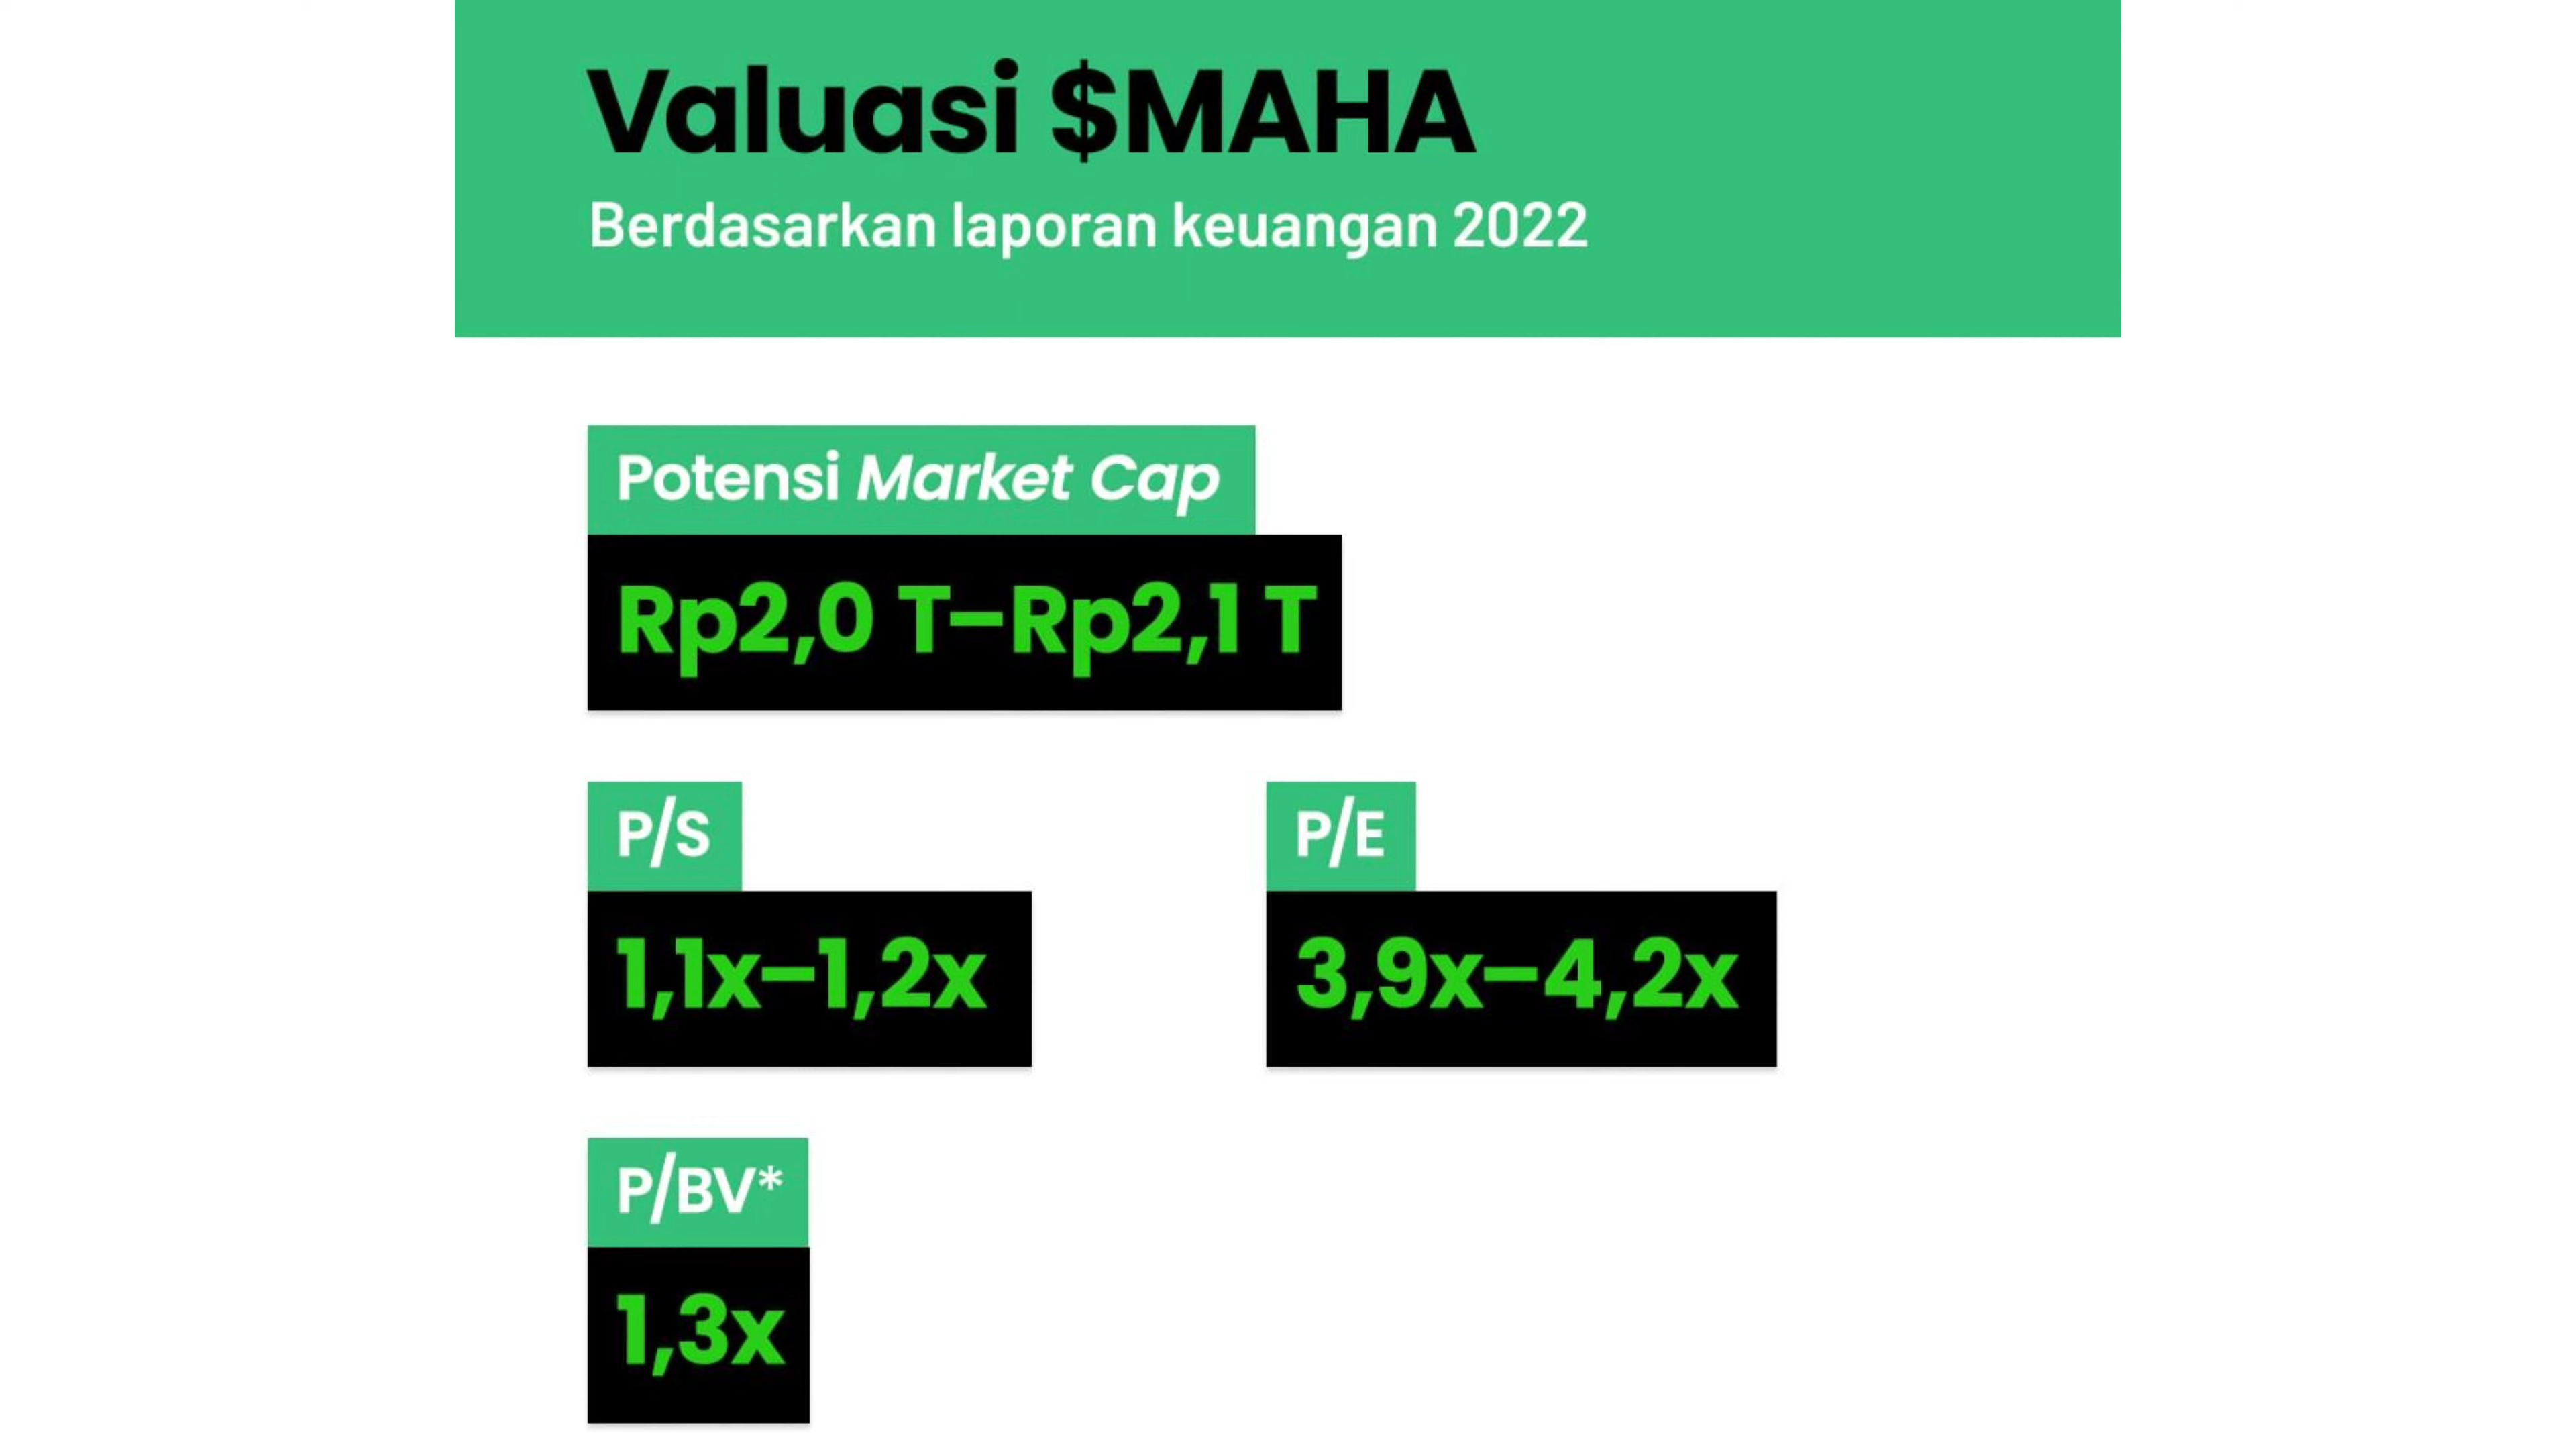 Valuasi $MAHA
Berdasarkan laporan keuangan 2022
Potensi Market Cap
Rp2,0 T–Rp2,1 T
P/S
1,1x–1,2x
P/E
3,9x–4,2x
P/BV*
1,3x